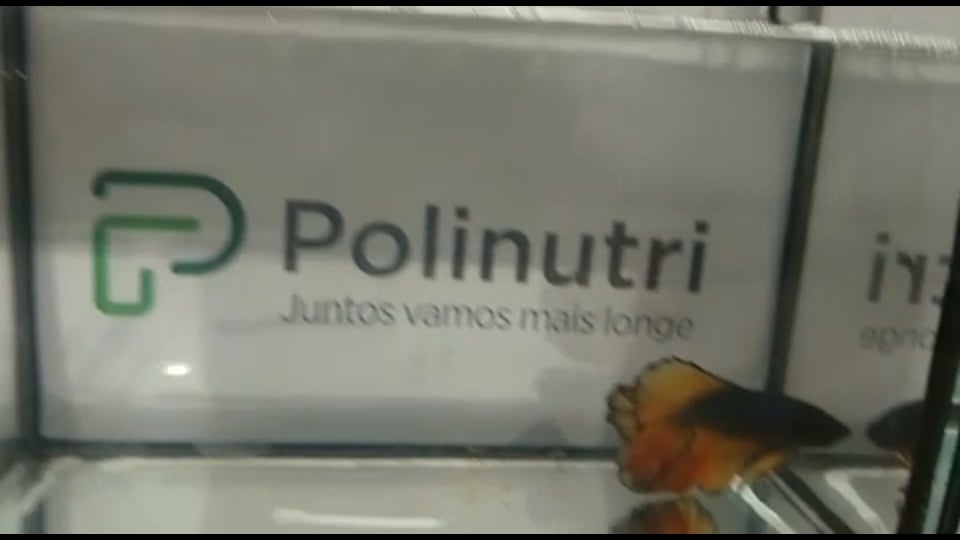 Polinutri
Juntos vamos mais longe